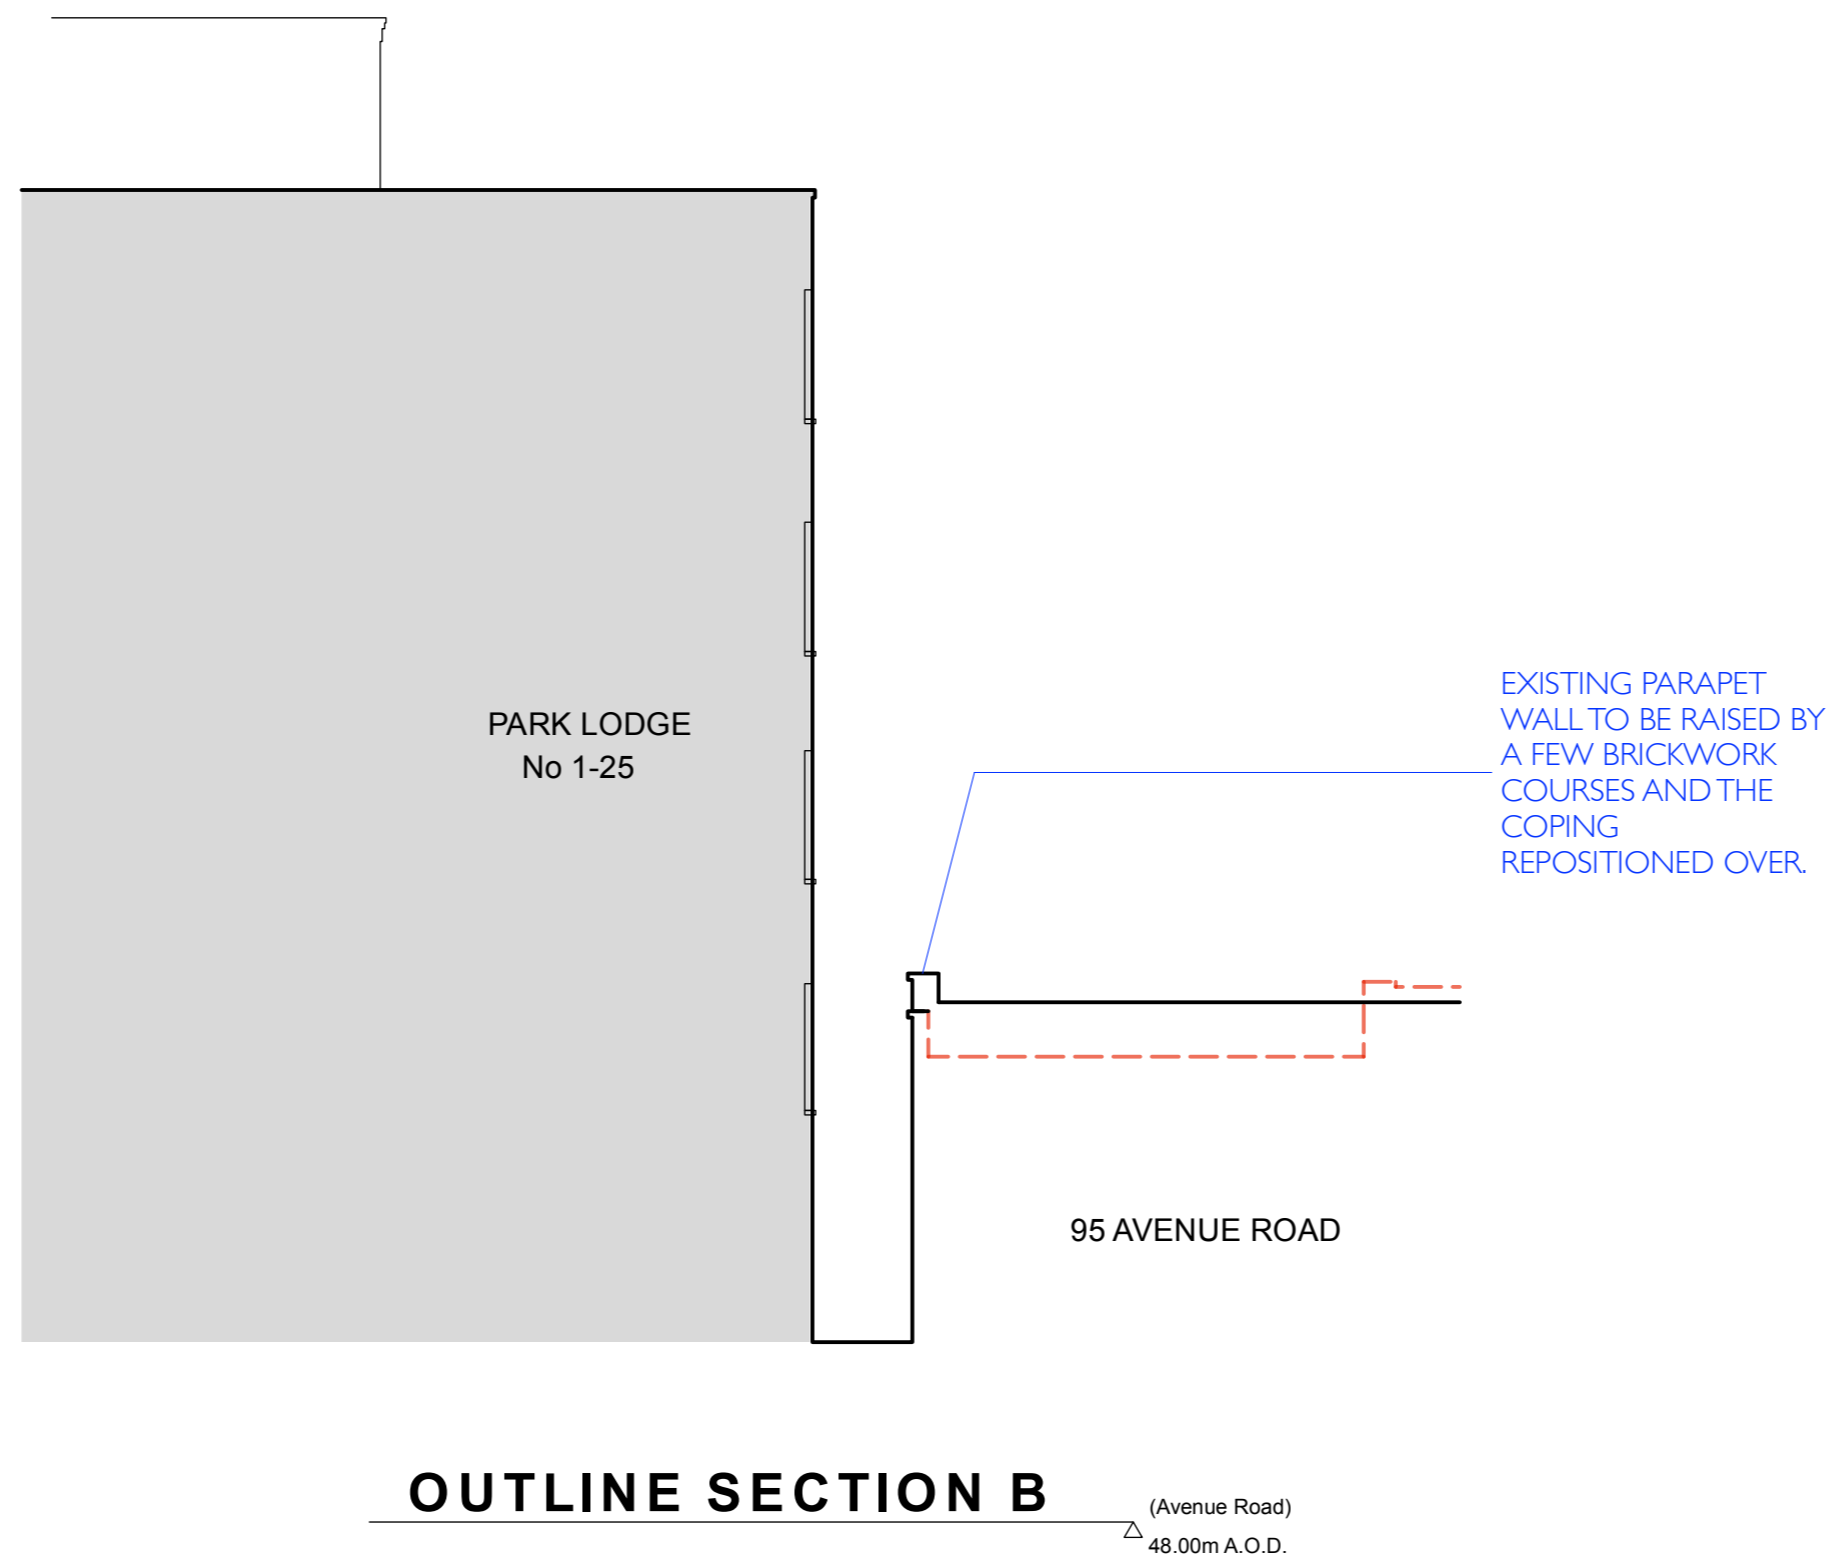 PARK LODGE
No 1-25
EXISTING PARAPET
WALL TO BE RAISED BY
A FEW BRICKWORK
COURSES AND THE
COPING
REPOSITIONED OVER.
95 AVENUE ROAD
OUTLINE SECTION B
(Avenue Road)
48.00m A.O.D.